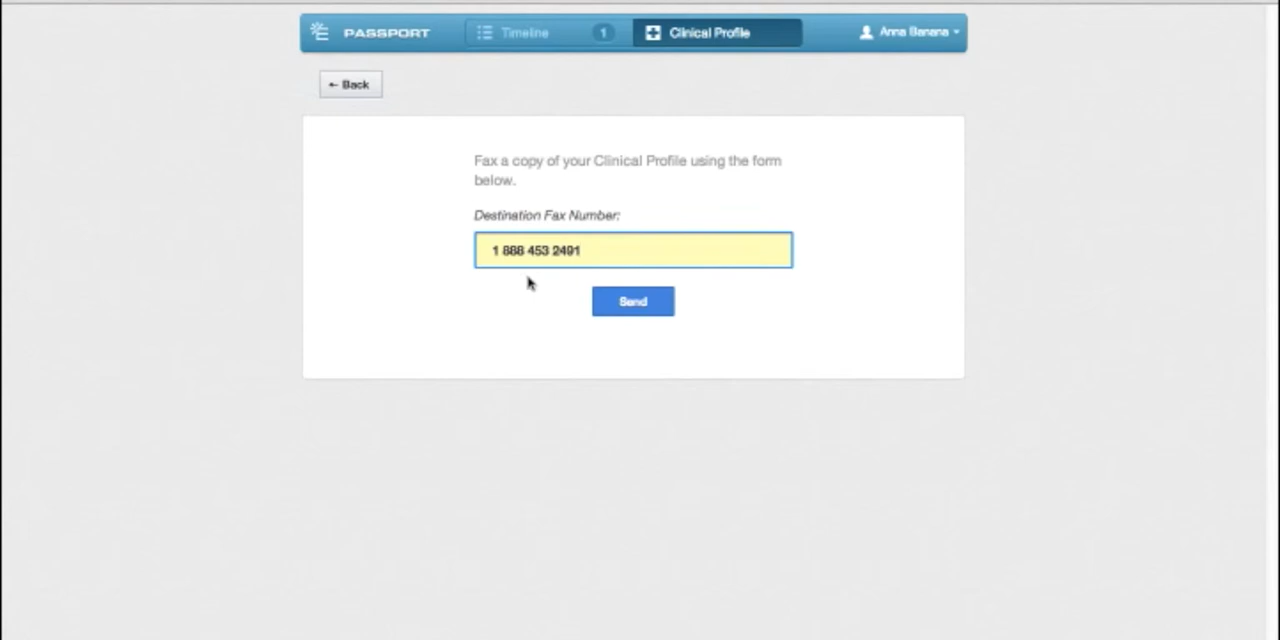 PASSPORT Timeline 1 Clinical Profile Anna Banana
← Back
Fax a copy of your Clinical Profile using the form
below.
Destination Fax Number:
1 888 453 2491
Send